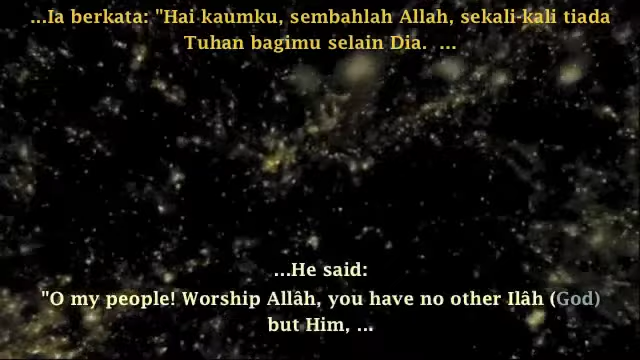 ...Ia berkata: "Hai kaumku, sembahlah Allah, sekali-kali tiada
Tuhan bagimu selain Dia.  ...
...He said:
"O my people! Worship Allâh, you have no other Ilâh (God)
but Him, ...